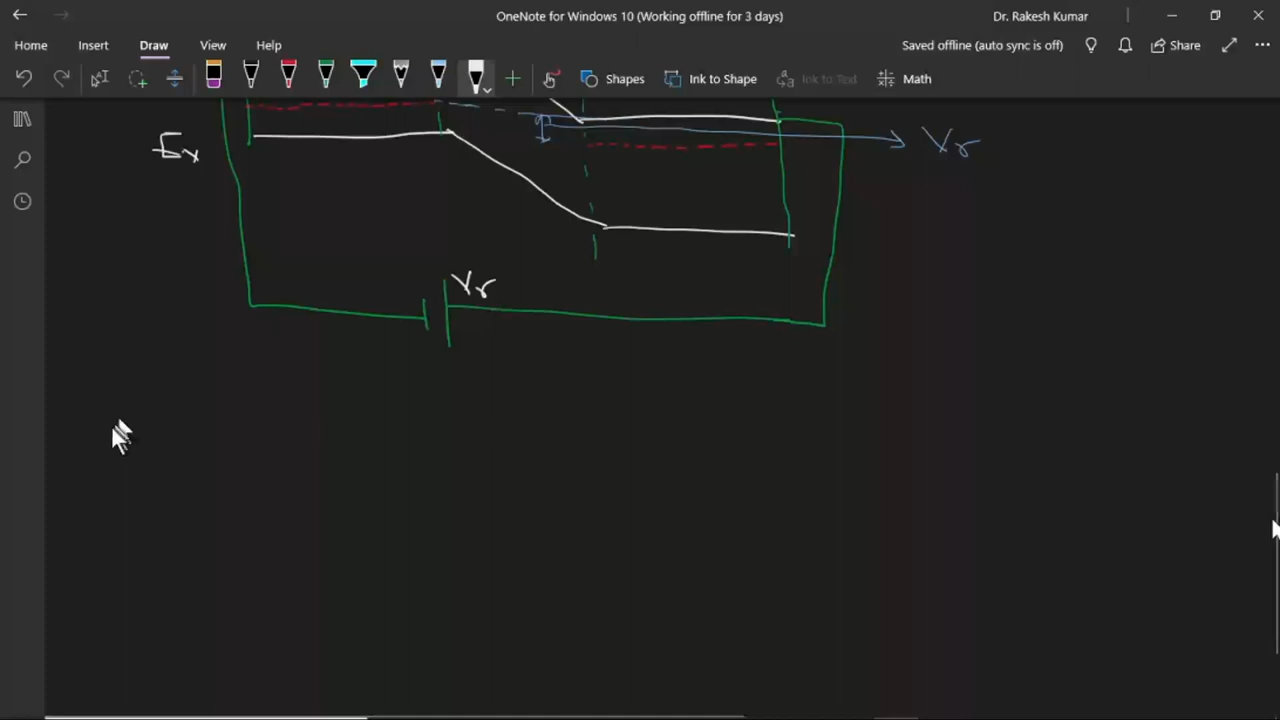 OneNote for Windows 10 (Working offline for 3 days)
Dr. Rakesh Kumar
Home Insert Draw View Help
Saved offline (auto sync is off)
Share
Shapes
Ink to Shape
Ink to Text
Math
Ev
Vr
Vr